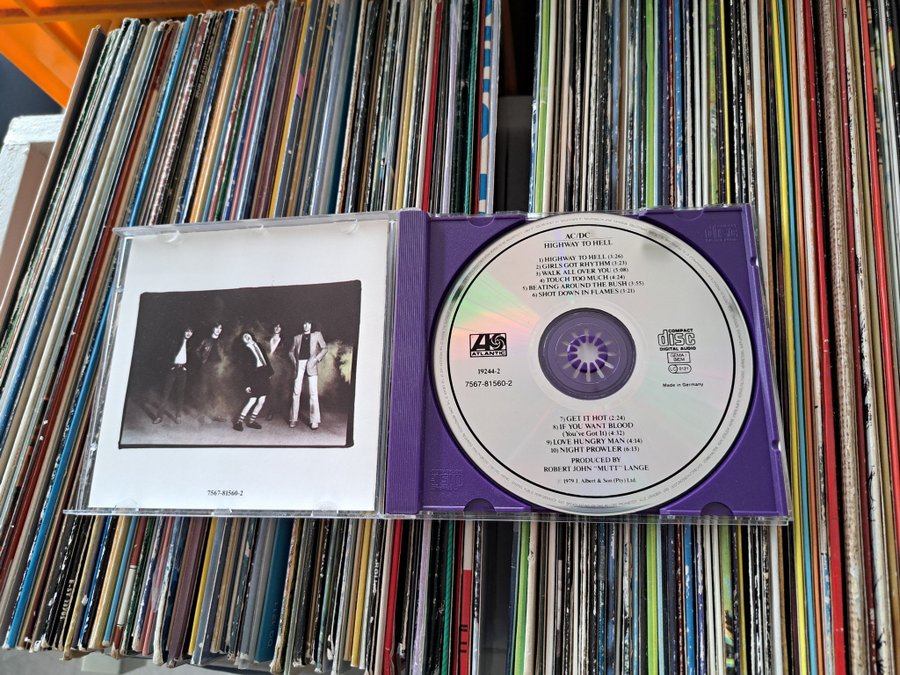 7567-81560-2
AC/DC
HIGHWAY TO HELL
1) HIGHWAY TO HELL (3:26)
2) GIRLS GOT RHYTHM (3:23)
3) WALK ALL OVER YOU (5:08)
4) TOUCH TOO MUCH (4:24)
5) BEATING AROUND THE BUSH (3:55)
6) SHOT DOWN IN FLAMES (3:21)
ATLANTIC
19244-2
7567-81560-2
COMPACT
disc
DIGITAL AUDIO
GEMA
BIEM
LC 0121
Made in Germany
7) GET IT HOT (2:24)
8) IF YOU WANT BLOOD
(You've Got It) (4:32)
9) LOVE HUNGRY MAN (4:14)
10) NIGHT PROWLER (6:13)
PRODUCED BY
ROBERT JOHN "MUTT" LANGE
℗ 1979 J. Albert & Son (Pty) Ltd.